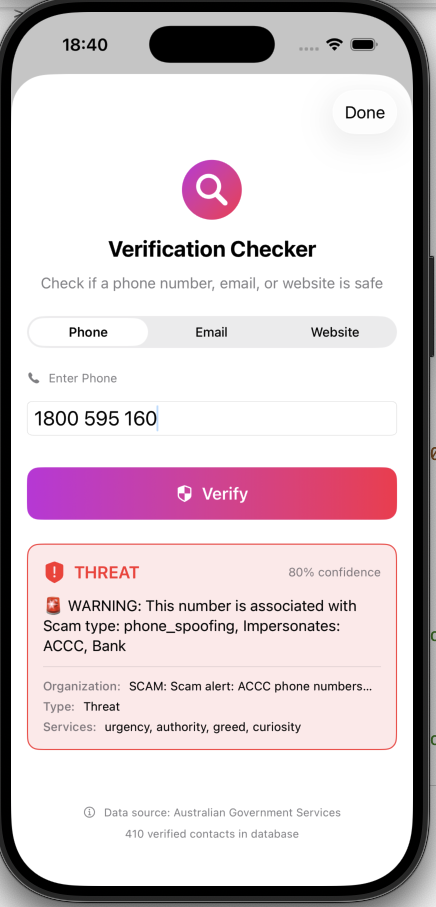 18:40
Done
Verification Checker
Check if a phone number, email, or website is safe
Phone Email Website
Enter Phone
1800 595 160
Verify
THREAT 80% confidence
🚨 WARNING: This number is associated with
Scam type: phone_spoofing, Impersonates:
ACCC, Bank
Organization: SCAM: Scam alert: ACCC phone numbers...
Type: Threat
Services: urgency, authority, greed, curiosity
Data source: Australian Government Services
410 verified contacts in database